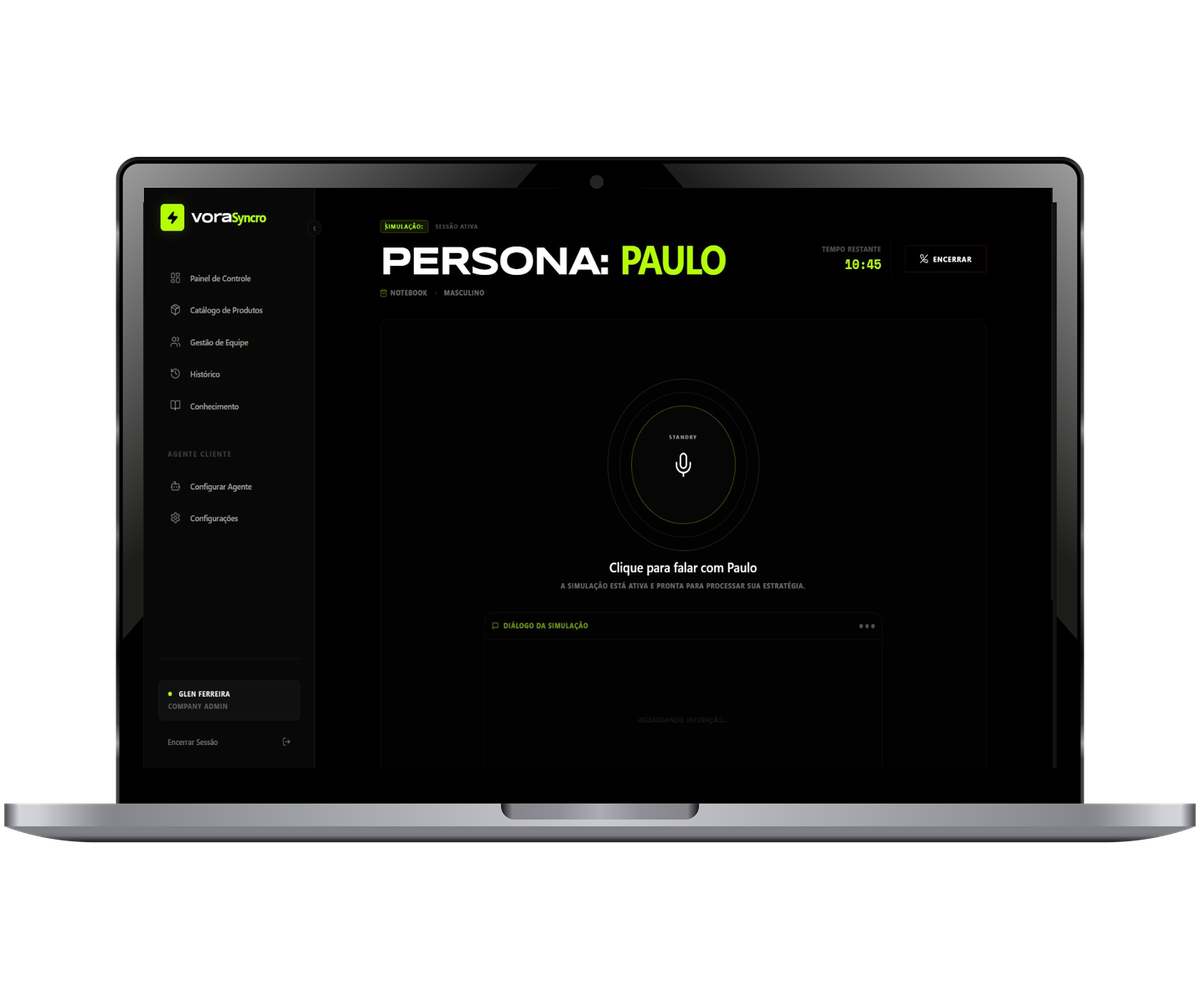 voraSyncro
Painel de Controle
Catálogo de Produtos
Gestão de Equipe
Histórico
Conhecimento
AGENTE CLIENTE
Configurar Agente
Configurações
GLEN FERREIRA
COMPANY ADMIN
Encerrar Sessão
SIMULAÇÃO: SESSÃO ATIVA
PERSONA: PAULO
NOTEBOOK · MASCULINO
TEMPO RESTANTE
10:45
ENCERRAR
STANDBY
Clique para falar com Paulo
A SIMULAÇÃO ESTÁ ATIVA E PRONTA PARA PROCESSAR SUA ESTRATÉGIA.
DIÁLOGO DA SIMULAÇÃO
AGUARDANDO INTERAÇÃO...